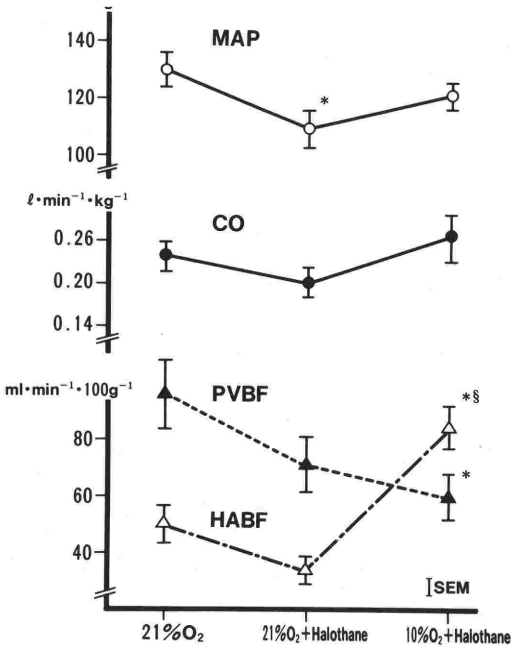 140
MAP
*
120
100
ℓ•min⁻¹•kg⁻¹
CO
0.26
0.20
0.14
ml•min⁻¹•100g⁻¹
PVBF
*§
80
*
60
HABF
40
SEM
21%O₂
21%O₂+Halothane
10%O₂+Halothane